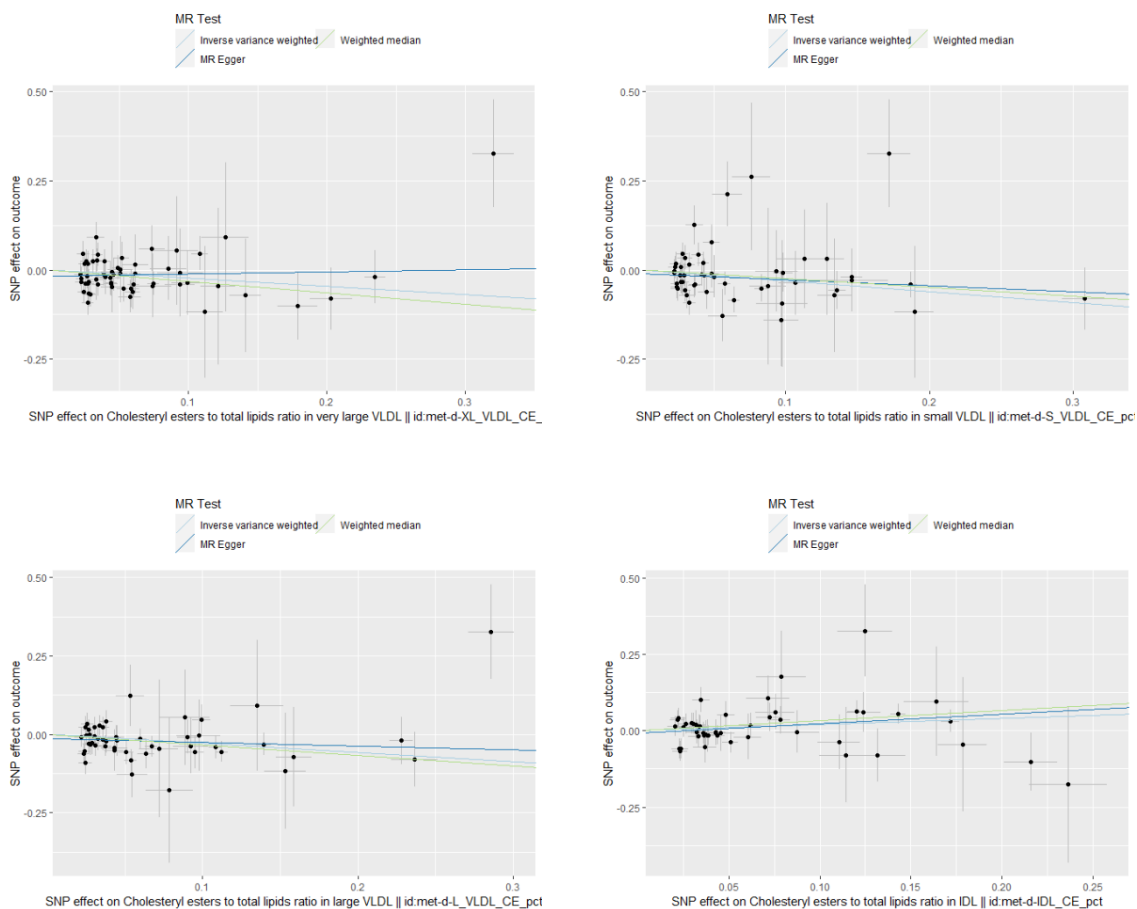 MR Test
Inverse variance weighted Weighted median
MR Egger
0.50
0.25
0.00
-0.25
SNP effect on outcome
0.1 0.2 0.3
SNP effect on Cholesteryl esters to total lipids ratio in very large VLDL || id:met-d-XL_VLDL_CE_
MR Test
Inverse variance weighted Weighted median
MR Egger
0.50
0.25
0.00
-0.25
SNP effect on outcome
0.1 0.2 0.3
SNP effect on Cholesteryl esters to total lipids ratio in small VLDL || id:met-d-S_VLDL_CE_pct
MR Test
Inverse variance weighted Weighted median
MR Egger
0.50
0.25
0.00
-0.25
SNP effect on outcome
0.1 0.2 0.3
SNP effect on Cholesteryl esters to total lipids ratio in large VLDL || id:met-d-L_VLDL_CE_pct
MR Test
Inverse variance weighted Weighted median
MR Egger
0.50
0.25
0.00
-0.25
SNP effect on outcome
0.05 0.10 0.15 0.20 0.25
SNP effect on Cholesteryl esters to total lipids ratio in IDL || id:met-d-IDL_CE_pct